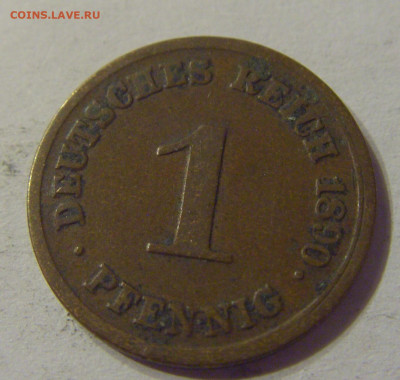 COINS.LAVE.RU
DEUTSCHES REICH 1890
1
PFENNIG